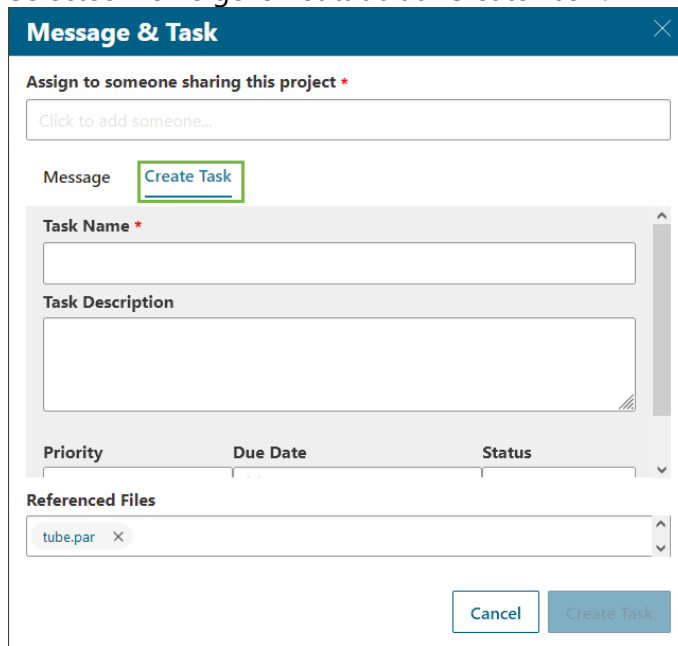 Message & Task
Assign to someone sharing this project *
Click to add someone...
Message Create Task
Task Name *
Task Description
Priority Due Date Status
Referenced Files
tube.par ×
Cancel Create Task